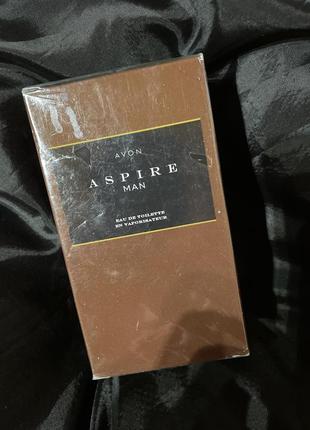 AVON
ASPIRE
MAN
EAU DE TOILETTE
EN VAPORISATEUR